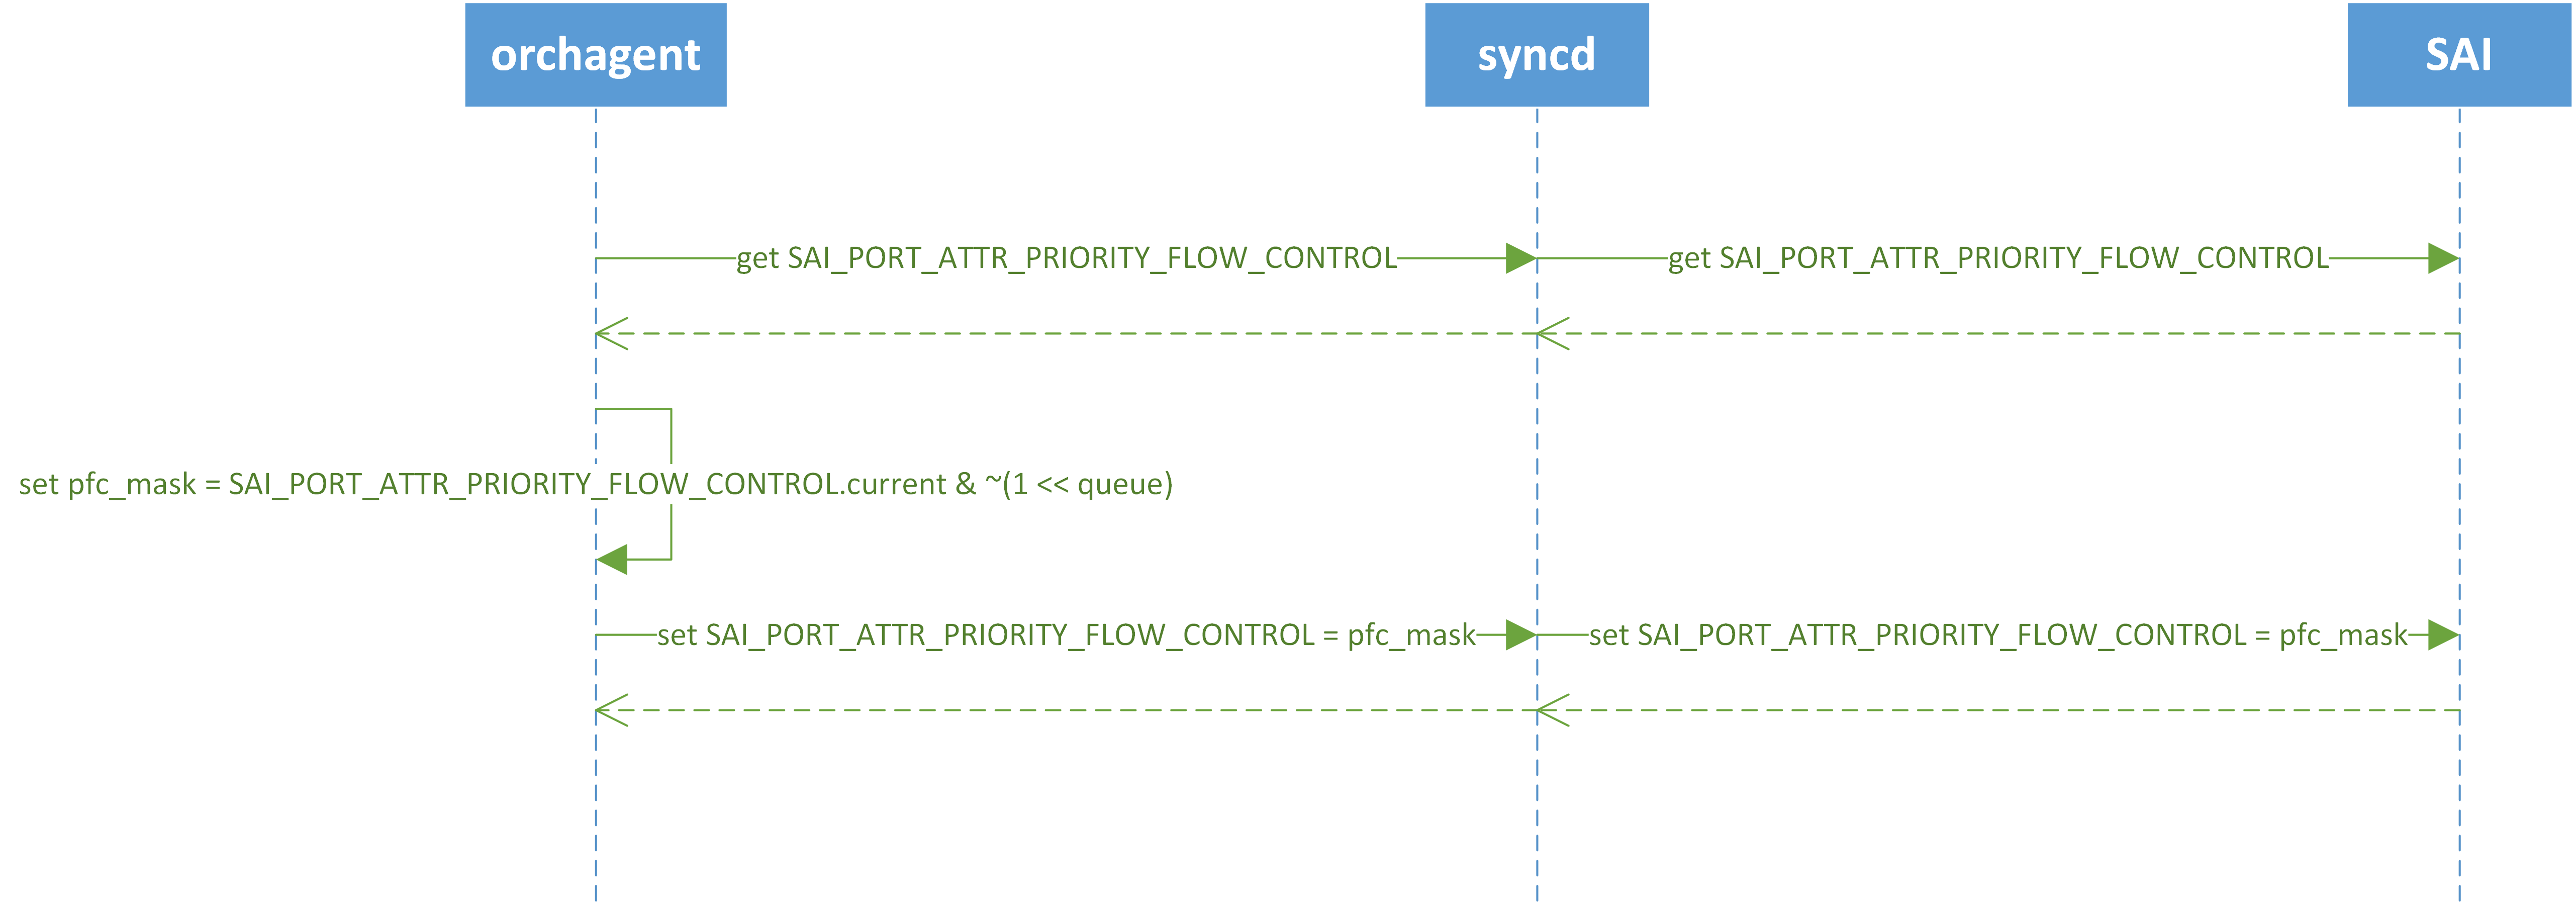 orchagent
syncd
SAI
get SAI_PORT_ATTR_PRIORITY_FLOW_CONTROL
get SAI_PORT_ATTR_PRIORITY_FLOW_CONTROL
set pfc_mask = SAI_PORT_ATTR_PRIORITY_FLOW_CONTROL.current & ~(1 << queue)
set SAI_PORT_ATTR_PRIORITY_FLOW_CONTROL = pfc_mask
set SAI_PORT_ATTR_PRIORITY_FLOW_CONTROL = pfc_mask